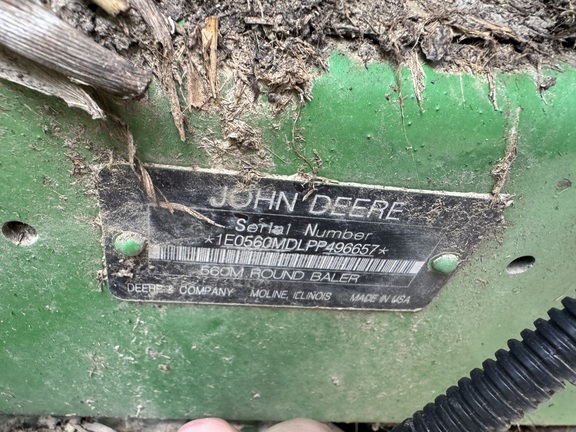 JOHN DEERE
Serial Number
*1E0560MDLPP496657*
560M ROUND BALER
DEERE & COMPANY MOLINE, ILLINOIS MADE IN USA